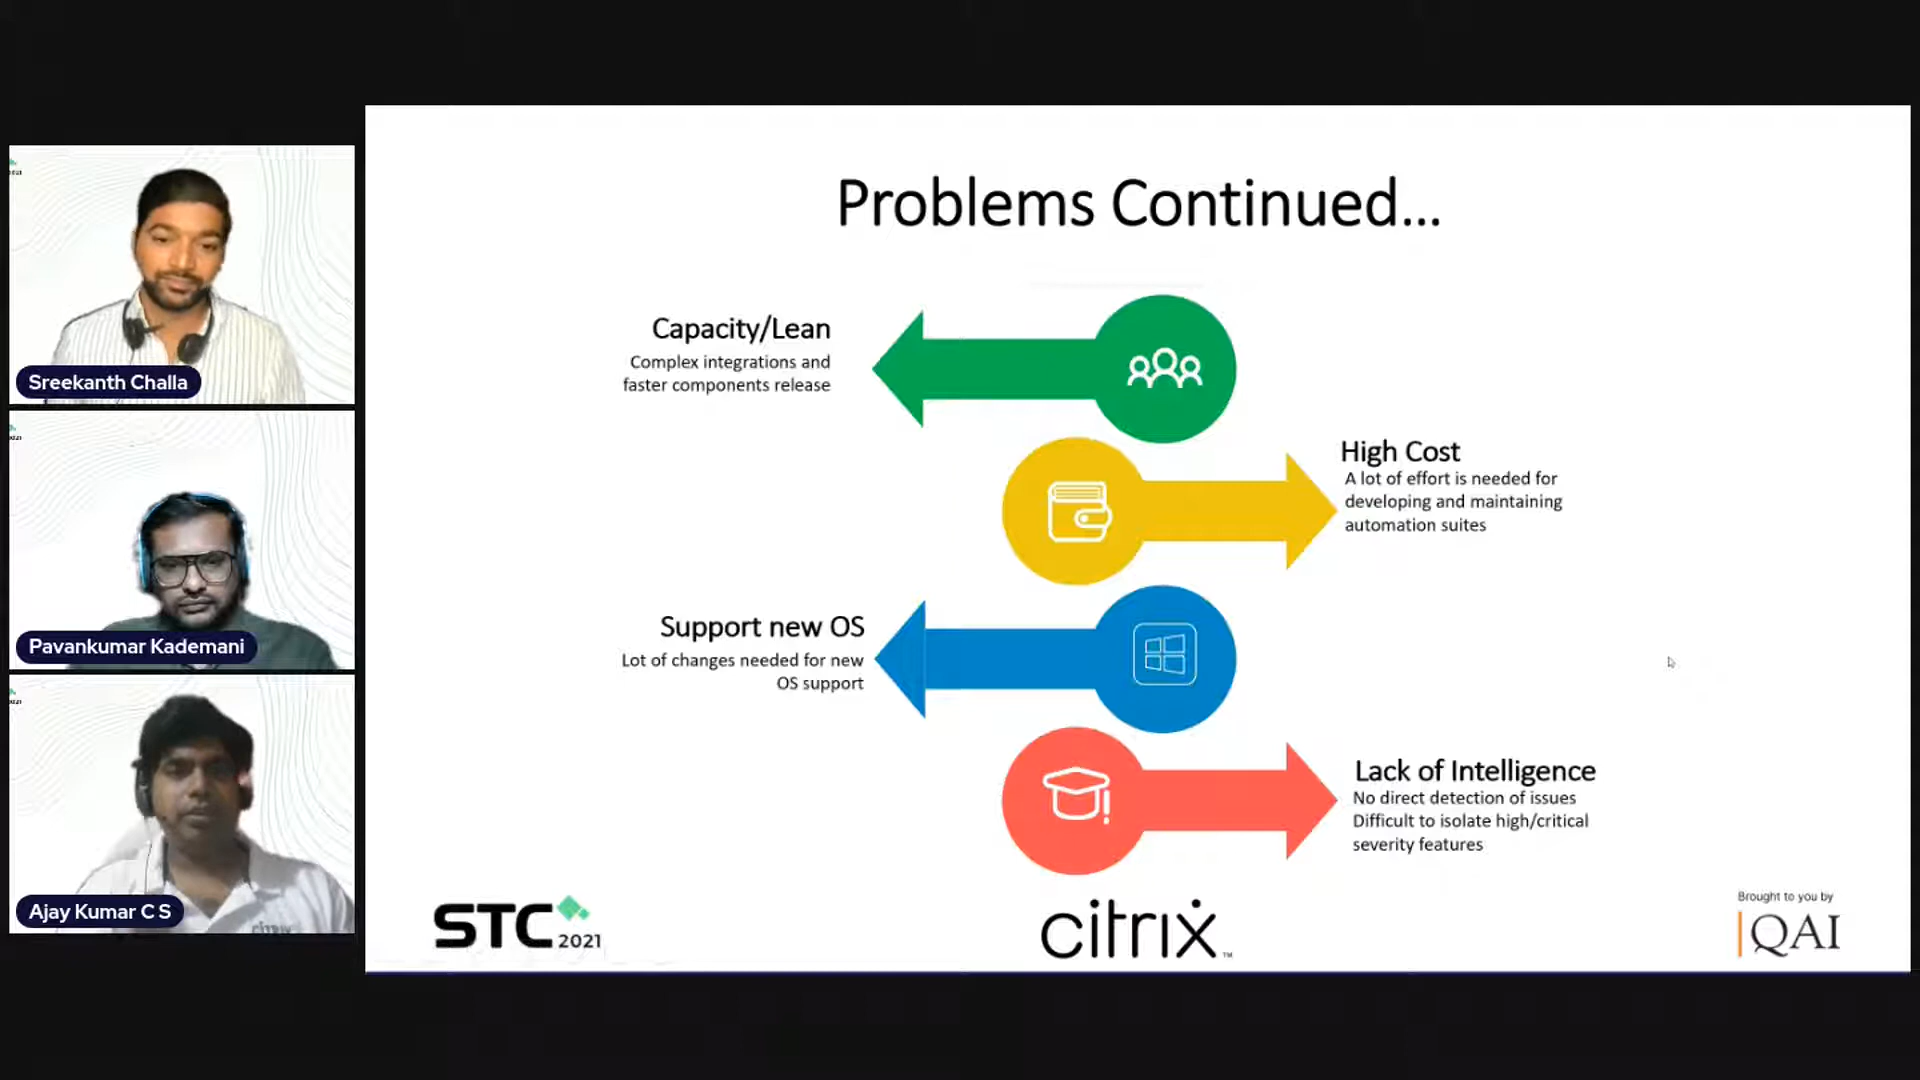 Sreekanth Challa
Pavankumar Kademani
Ajay Kumar C S
Problems Continued...
Capacity/Lean
Complex integrations and
faster components release
High Cost
A lot of effort is needed for
developing and maintaining
automation suites
Support new OS
Lot of changes needed for new
OS support
Lack of Intelligence
No direct detection of issues
Difficult to isolate high/critical
severity features
STC 2021
citrix™
Brought to you by
QAI